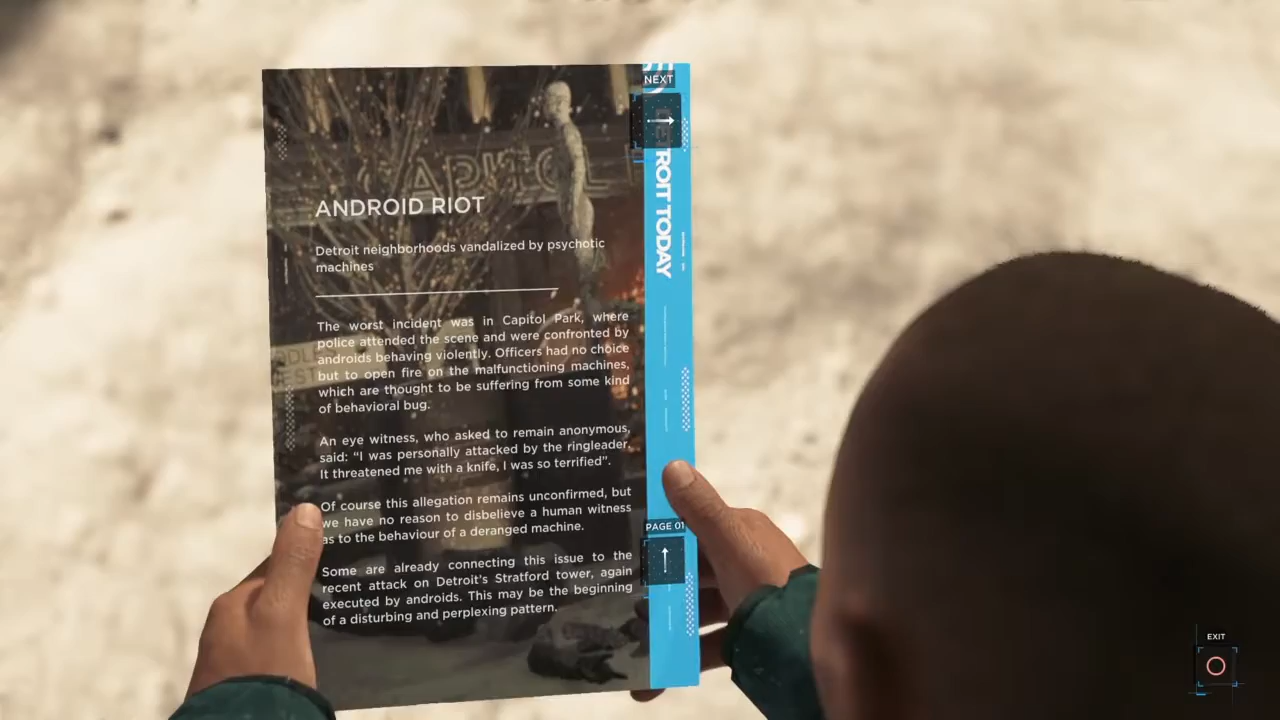 NEXT
DETROIT TODAY
CAPITOL
ANDROID RIOT
Detroit neighborhoods vandalized by psychotic
machines
The worst incident was in Capitol Park, where
police attended the scene and were confronted by
androids behaving violently. Officers had no choice
but to open fire on the malfunctioning machines,
which are thought to be suffering from some kind
of behavioral bug.
An eye witness, who asked to remain anonymous,
said: “I was personally attacked by the ringleader.
It threatened me with a knife, I was so terrified”.
Of course this allegation remains unconfirmed, but
we have no reason to disbelieve a human witness
as to the behaviour of a deranged machine.
Some are already connecting this issue to the
recent attack on Detroit’s Stratford tower, again
executed by androids. This may be the beginning
of a disturbing and perplexing pattern.
PAGE 01
EXIT